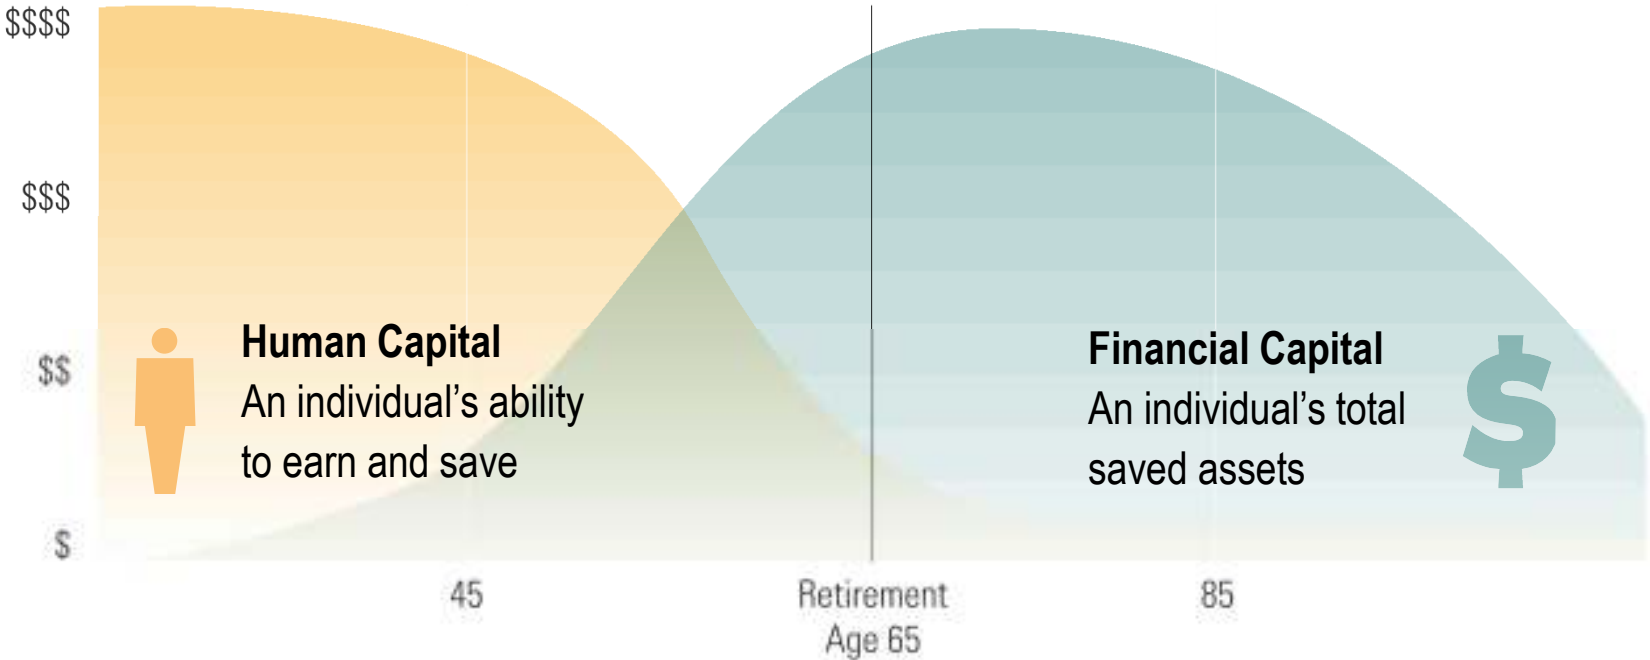 $$$$
$$$
$$
$
Human Capital
An individual’s ability
to earn and save
Financial Capital
An individual’s total
saved assets
$
45
Retirement
Age 65
85